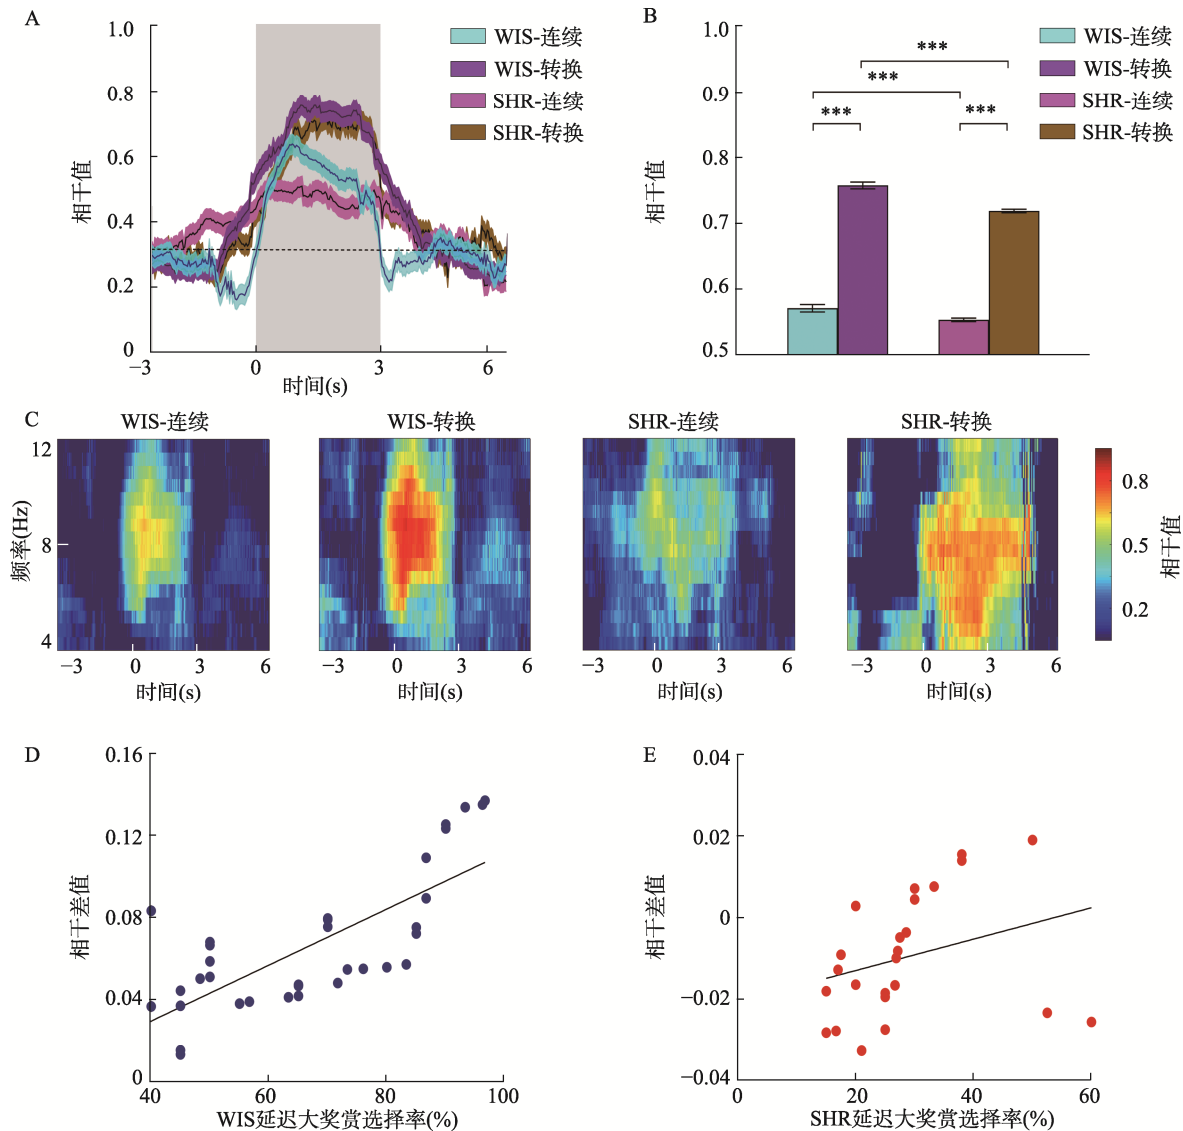 A
1.0
0.8
0.6
0.4
0.2
0
相干值
−3
0
3
6
时间(s)
WIS-连续
WIS-转换
SHR-连续
SHR-转换
B
1.0
0.9
0.8
0.7
0.6
0.5
相干值
***
***
***
***
WIS-连续
WIS-转换
SHR-连续
SHR-转换
C
WIS-连续
WIS-转换
SHR-连续
SHR-转换
12
8
4
频率(Hz)
−3
0
3
6
时间(s)
−3
0
3
6
时间(s)
−3
0
3
6
时间(s)
−3
0
3
6
时间(s)
0.8
0.5
0.2
相干值
D
0.16
0.12
0.08
0.04
0
相干差值
40
60
80
100
WIS延迟大奖赏选择率(%)
E
0.04
0.02
0
−0.02
−0.04
相干差值
0
20
40
60
SHR延迟大奖赏选择率(%)